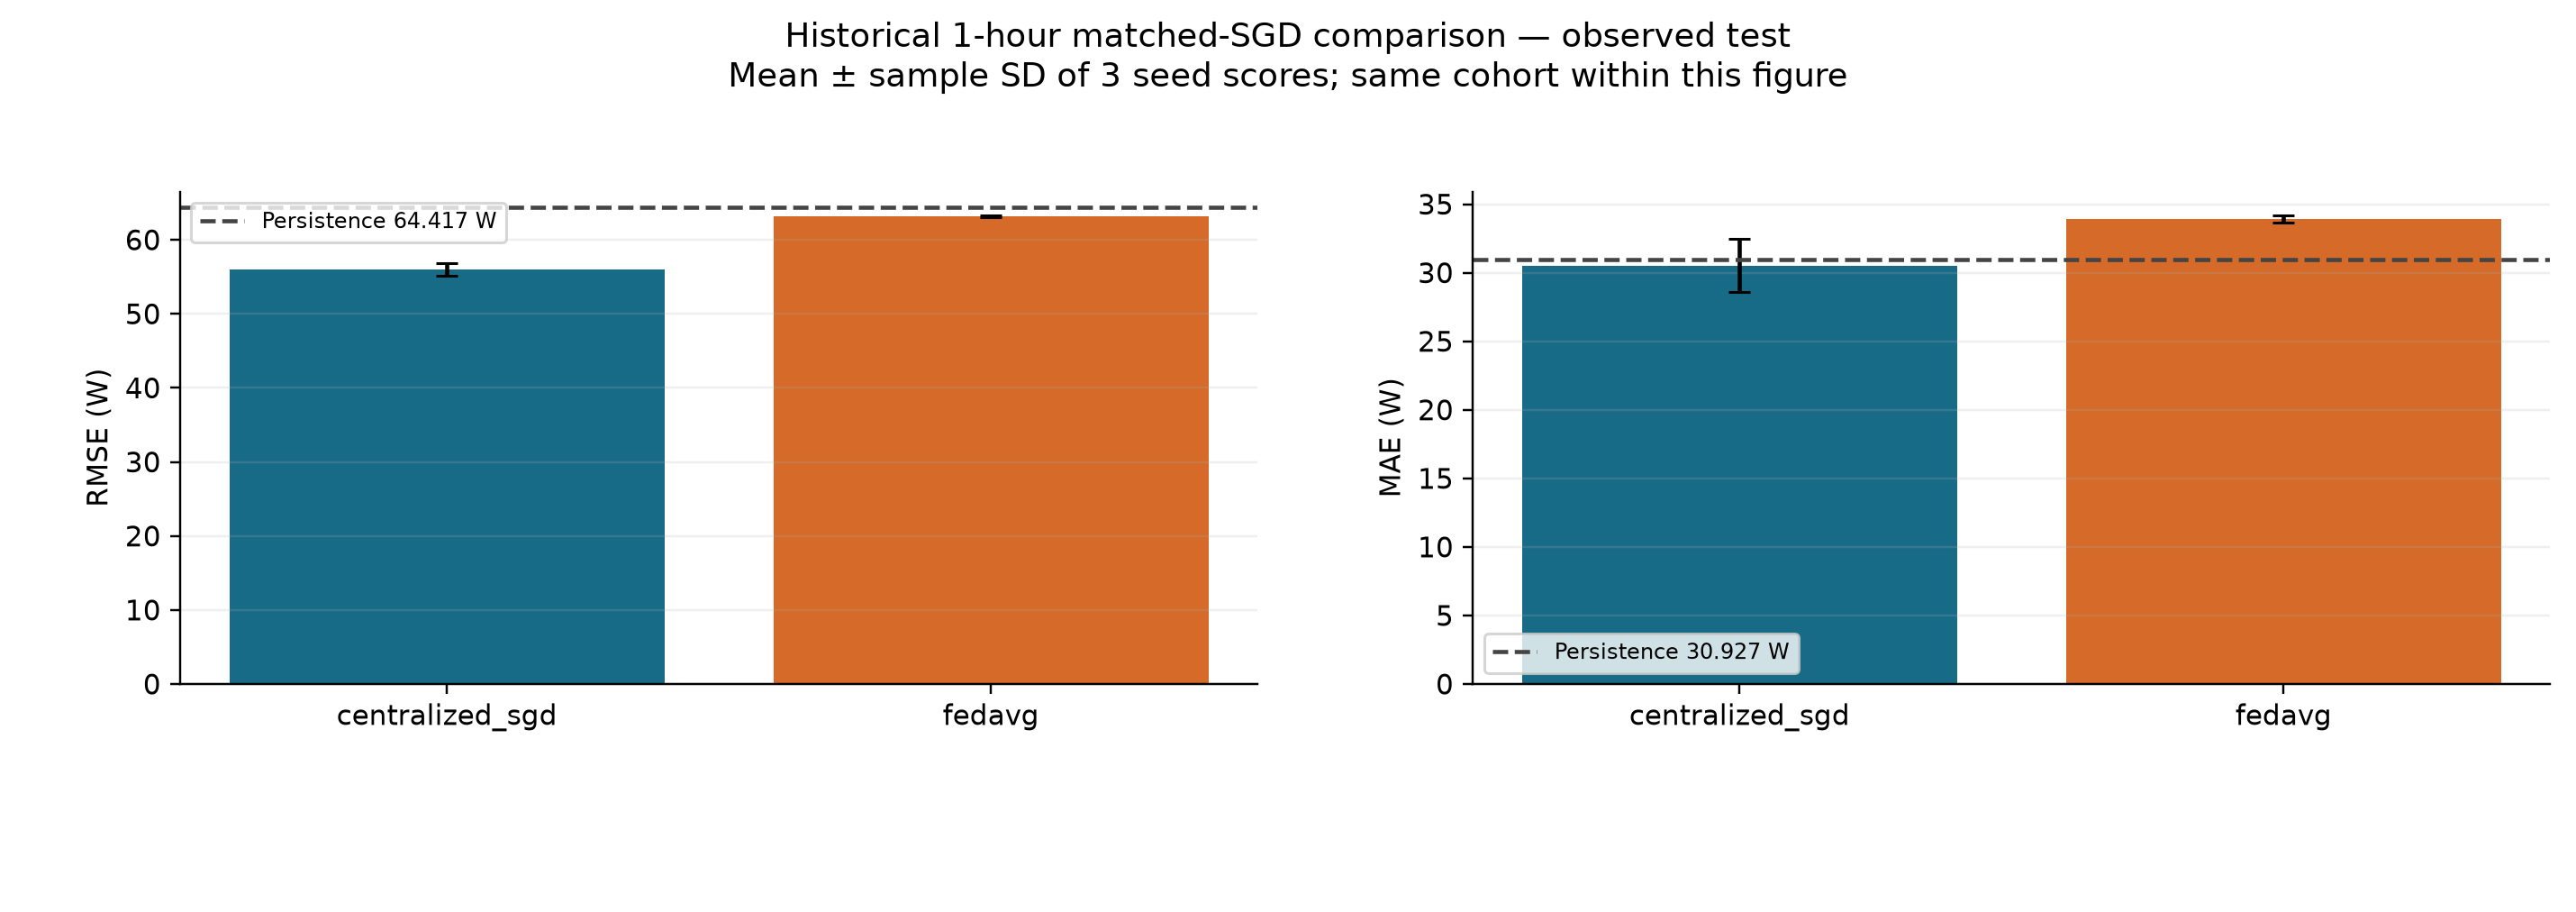 Historical 1-hour matched-SGD comparison — observed test
Mean ± sample SD of 3 seed scores; same cohort within this figure
RMSE (W)
60
50
40
30
20
10
0
Persistence 64.417 W
centralized_sgd
fedavg
MAE (W)
35
30
25
20
15
10
5
0
Persistence 30.927 W
centralized_sgd
fedavg